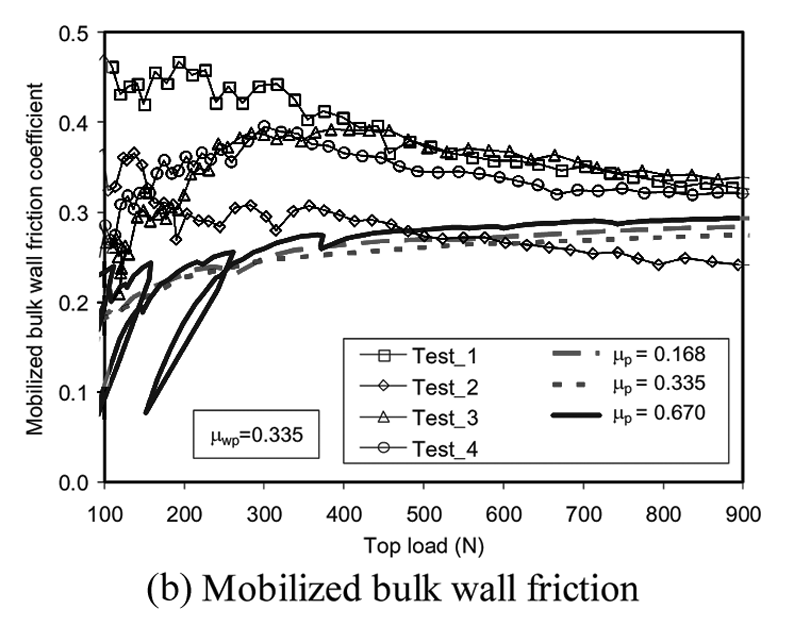 0.5
0.4
0.3
0.2
0.1
0.0
Mobilized bulk wall friction coefficient
100 200 300 400 500 600 700 800 900
Top load (N)
μwp=0.335
Test_1
Test_2
Test_3
Test_4
μp = 0.168
μp = 0.335
μp = 0.670
(b) Mobilized bulk wall friction